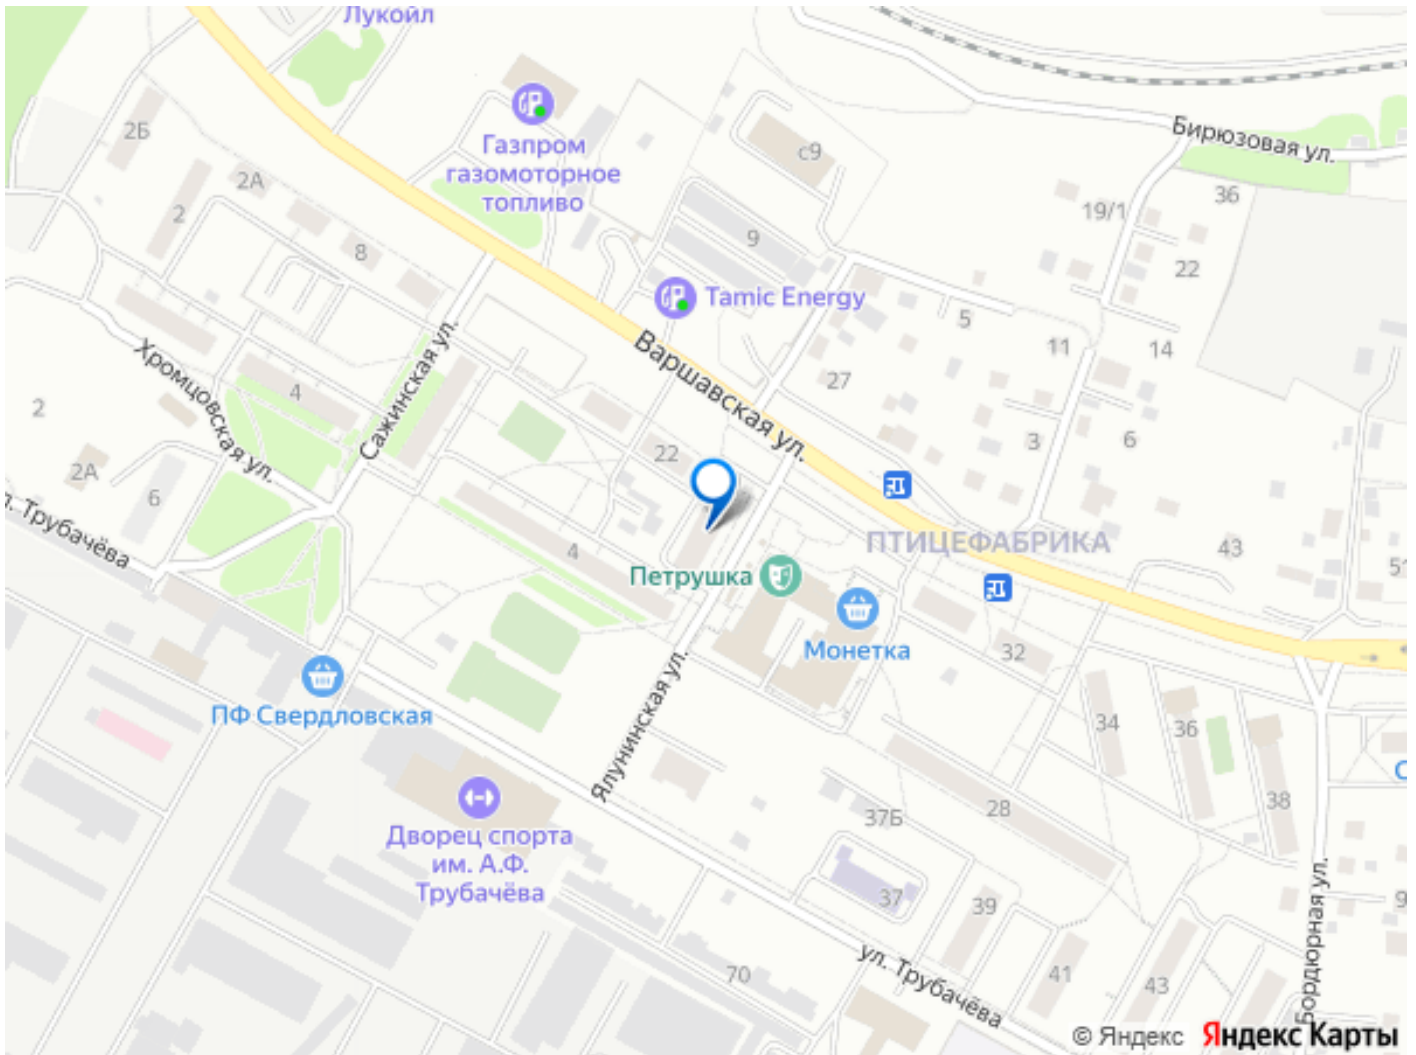 Лукойл
2Б
Газпром
газомоторное
топливо
с9
Бирюзовая ул.
2А
2
8
9
19/1
36
22
Tamic Energy
5
11
14
Хромцовская ул.
Сажинская ул.
Варшавская ул.
4
27
2
3
6
2А
6
22
л. Трубачёва
4
ПТИЦЕФАБРИКА
43
51
Петрушка
Монетка
32
ПФ Свердловская
Ялунинская ул.
34
36
С
38
28
37Б
Дворец спорта
им. А.Ф.
Трубачёва
37
39
9
Бордюрная ул.
70
ул. Трубачёва
41
43
© Яндекс Яндекс Карты